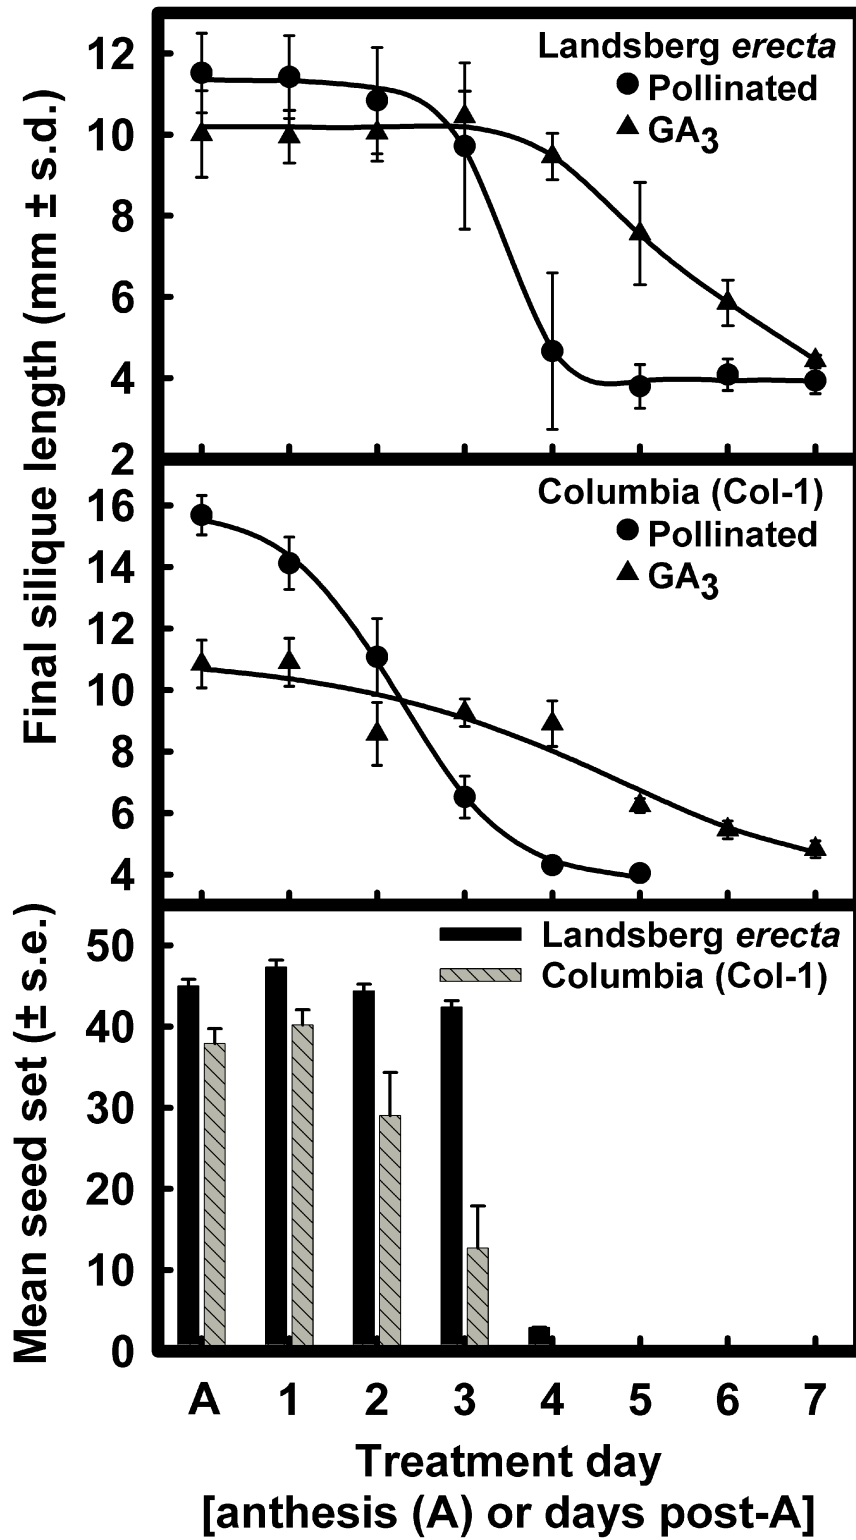 Final silique length (mm ± s.d.)
12
10
8
6
4
2
Landsberg erecta
Pollinated
GA3
2
16
14
12
10
8
6
4
Columbia (Col-1)
Pollinated
GA3
Mean seed set (± s.e.)
50
40
30
20
10
0
Landsberg erecta
Columbia (Col-1)
A 1 2 3 4 5 6 7
Treatment day
[anthesis (A) or days post-A]